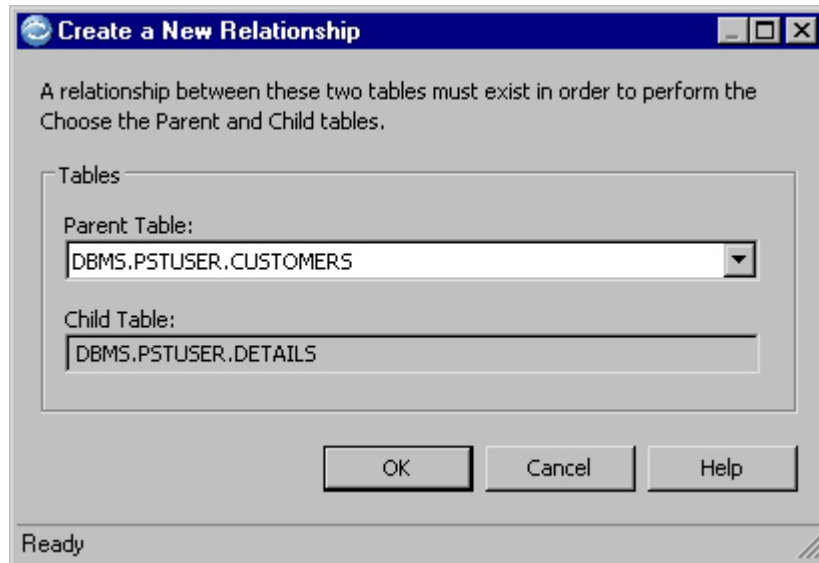 Create a New Relationship
A relationship between these two tables must exist in order to perform the
Choose the Parent and Child tables.
Tables
Parent Table:
DBMS.PSTUSER.CUSTOMERS
Child Table:
DBMS.PSTUSER.DETAILS
OK Cancel Help
Ready